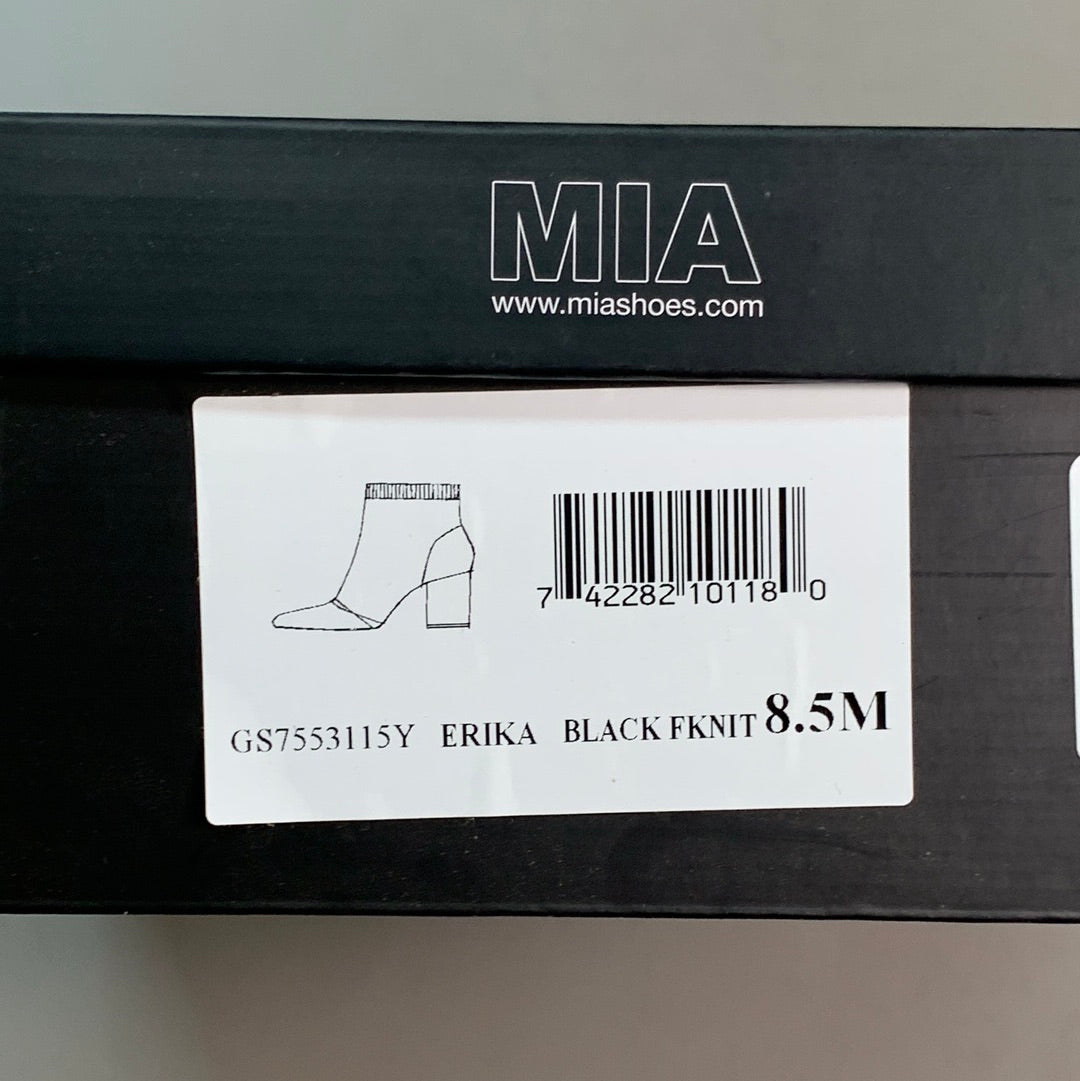 MIA
www.miashoes.com
7 42282 10118 0
GS7553115Y ERIKA BLACK FKNIT 8.5M